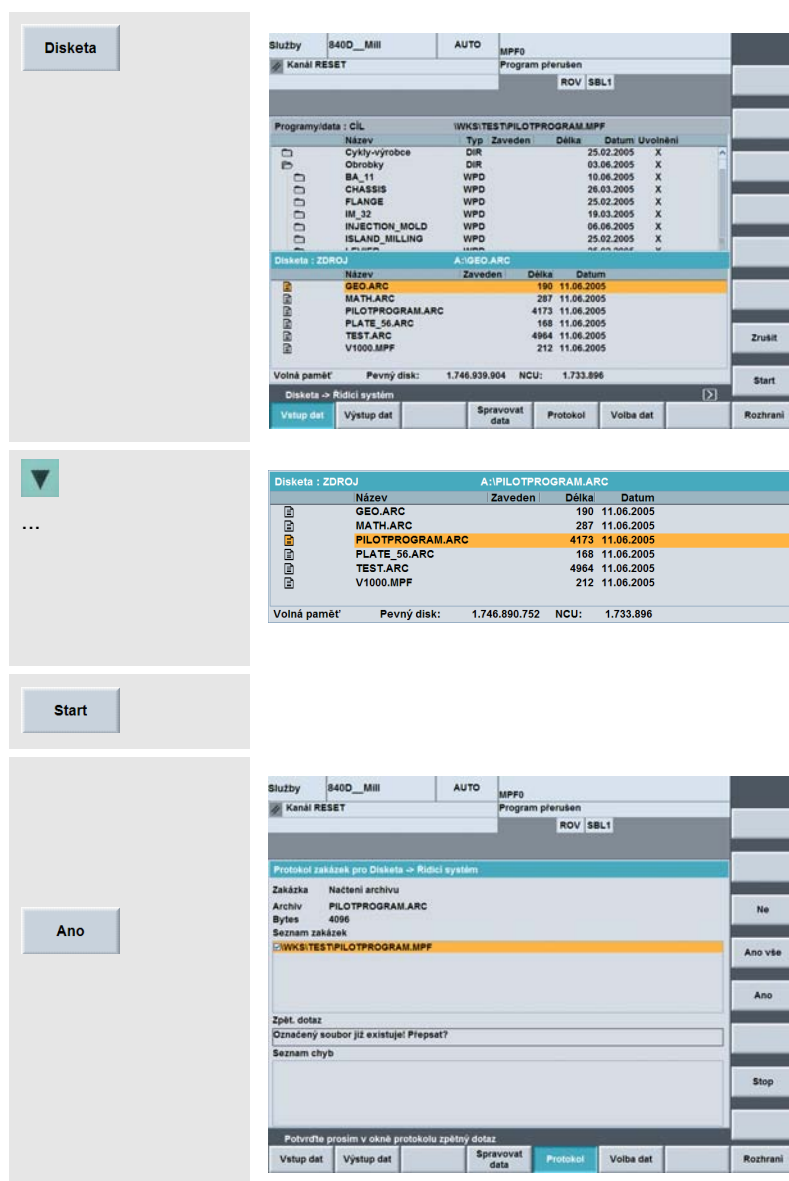 Disketa
Služby 840D__Mill AUTO MPF0
Kanál RESET Program přerušen
ROV SBL1
Programy/data : CÍL \WKS\TEST\PILOTPROGRAM.MPF
Název Typ Zaveden Délka Datum Uvolnění
Cykly-výrobce DIR 25.02.2005 X
Obrobky DIR 03.06.2005 X
BA_11 WPD 10.06.2005 X
CHASSIS WPD 26.03.2005 X
FLANGE WPD 25.02.2005 X
IM_32 WPD 19.03.2005 X
INJECTION_MOLD WPD 06.06.2005 X
ISLAND_MILLING WPD 25.02.2005 X
Disketa : ZDROJ A:\GEO.ARC
Název Zaveden Délka Datum
GEO.ARC 190 11.06.2005
MATH.ARC 287 11.06.2005
PILOTPROGRAM.ARC 4173 11.06.2005
PLATE_56.ARC 168 11.06.2005
TEST.ARC 4964 11.06.2005
V1000.MPF 212 11.06.2005
Volná paměť Pevný disk: 1.746.939.904 NCU: 1.733.896
Disketa -> Řídicí systém
Zrušit
Start
Vstup dat Výstup dat Spravovat data Protokol Volba dat Rozhraní
...
Disketa : ZDROJ A:\PILOTPROGRAM.ARC
Název Zaveden Délka Datum
GEO.ARC 190 11.06.2005
MATH.ARC 287 11.06.2005
PILOTPROGRAM.ARC 4173 11.06.2005
PLATE_56.ARC 168 11.06.2005
TEST.ARC 4964 11.06.2005
V1000.MPF 212 11.06.2005
Volná paměť Pevný disk: 1.746.890.752 NCU: 1.733.896
Start
Ano
Služby 840D__Mill AUTO MPF0
Kanál RESET Program přerušen
ROV SBL1
Protokol zakázek pro Disketa -> Řídicí systém
Zakázka Načtení archivu
Archiv PILOTPROGRAM.ARC
Bytes 4096
Seznam zakázek
\WKS\TEST\PILOTPROGRAM.MPF
Zpět. dotaz
Označený soubor již existuje! Přepsat?
Seznam chyb
Potvrďte prosím v okně protokolu zpětný dotaz
Ne
Ano vše
Ano
Stop
Vstup dat Výstup dat Spravovat data Protokol Volba dat Rozhraní